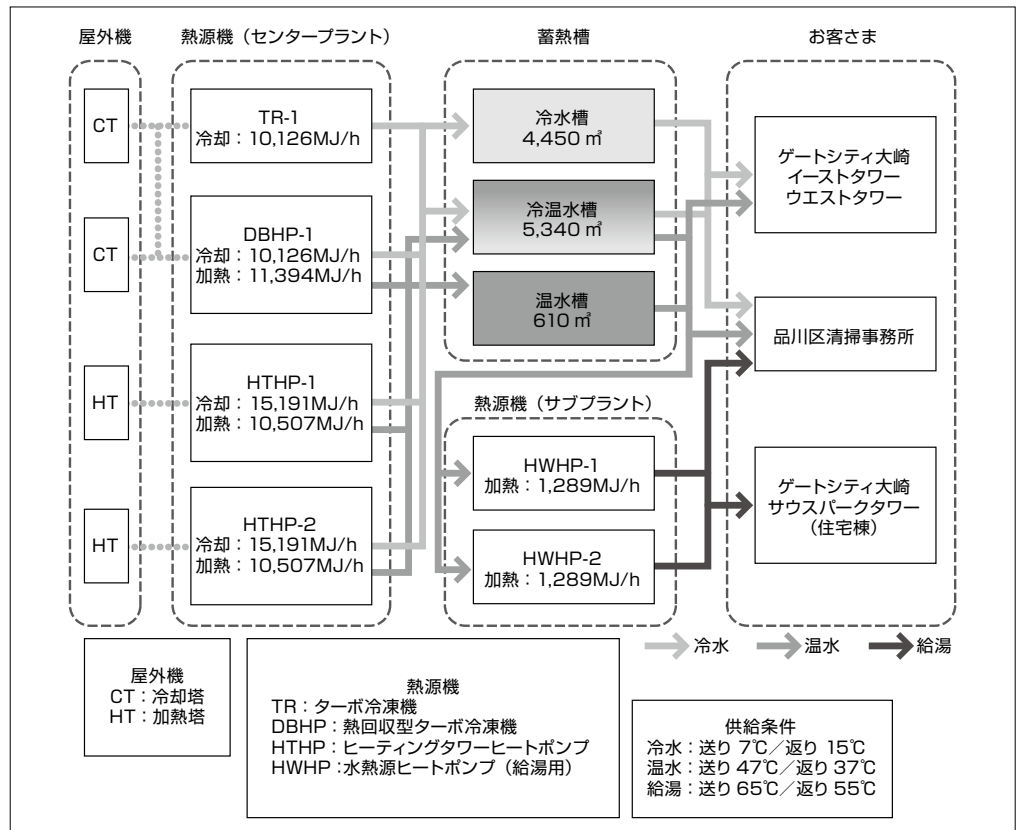 屋外機
熱源機（センタープラント）
蓄熱槽
お客さま
CT
CT
HT
HT
TR-1
冷却：10,126MJ/h
DBHP-1
冷却：10,126MJ/h
加熱：11,394MJ/h
HTHP-1
冷却：15,191MJ/h
加熱：10,507MJ/h
HTHP-2
冷却：15,191MJ/h
加熱：10,507MJ/h
冷水槽
4,450 ㎥
冷温水槽
5,340 ㎥
温水槽
610 ㎥
熱源機（サブプラント）
HWHP-1
加熱：1,289MJ/h
HWHP-2
加熱：1,289MJ/h
ゲートシティ大崎
イーストタワー
ウエストタワー
品川区清掃事務所
ゲートシティ大崎
サウスパークタワー
（住宅棟）
冷水
温水
給湯
屋外機
CT：冷却塔
HT：加熱塔
熱源機
TR：ターボ冷凍機
DBHP：熱回収型ターボ冷凍機
HTHP：ヒーティングタワーヒートポンプ
HWHP：水熱源ヒートポンプ（給湯用）
供給条件
冷水：送り 7℃／返り 15℃
温水：送り 47℃／返り 37℃
給湯：送り 65℃／返り 55℃